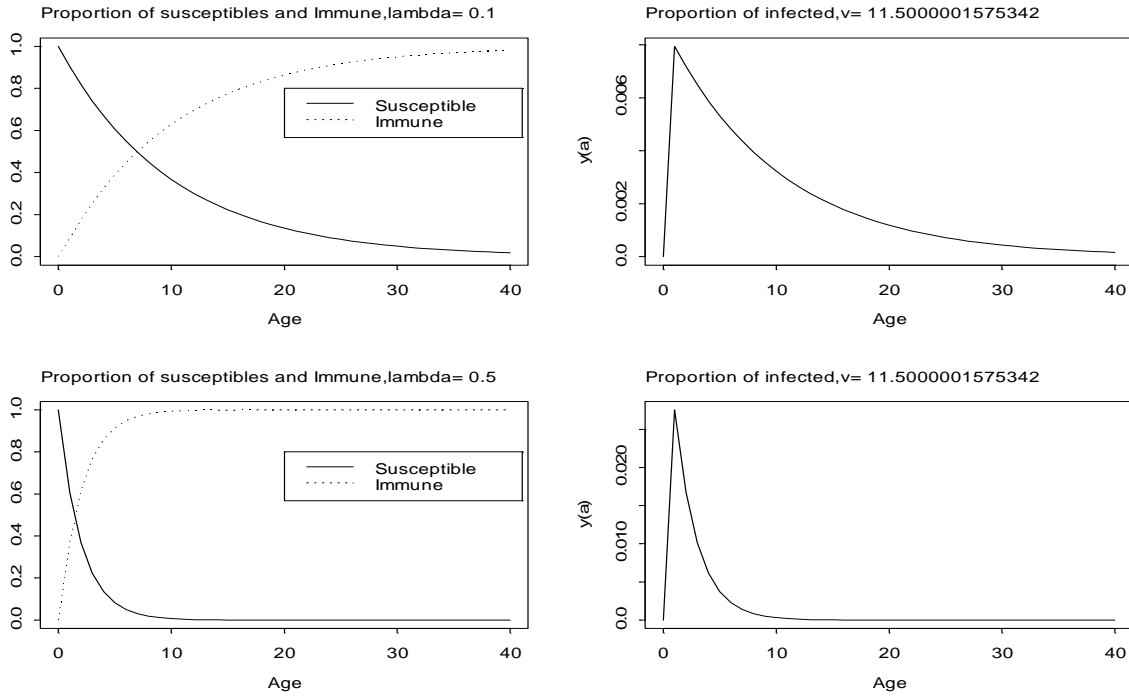 Proportion of susceptibles and Immune,lambda= 0.1
1.0
0.8
0.6
0.4
0.2
0.0
Susceptible
Immune
0 10 20 30 40
Age
Proportion of infected,v= 11.5000001575342
y(a)
0.006
0.002
0.0
0 10 20 30 40
Age
Proportion of susceptibles and Immune,lambda= 0.5
1.0
0.8
0.6
0.4
0.2
0.0
Susceptible
Immune
0 10 20 30 40
Age
Proportion of infected,v= 11.5000001575342
y(a)
0.020
0.010
0.0
0 10 20 30 40
Age